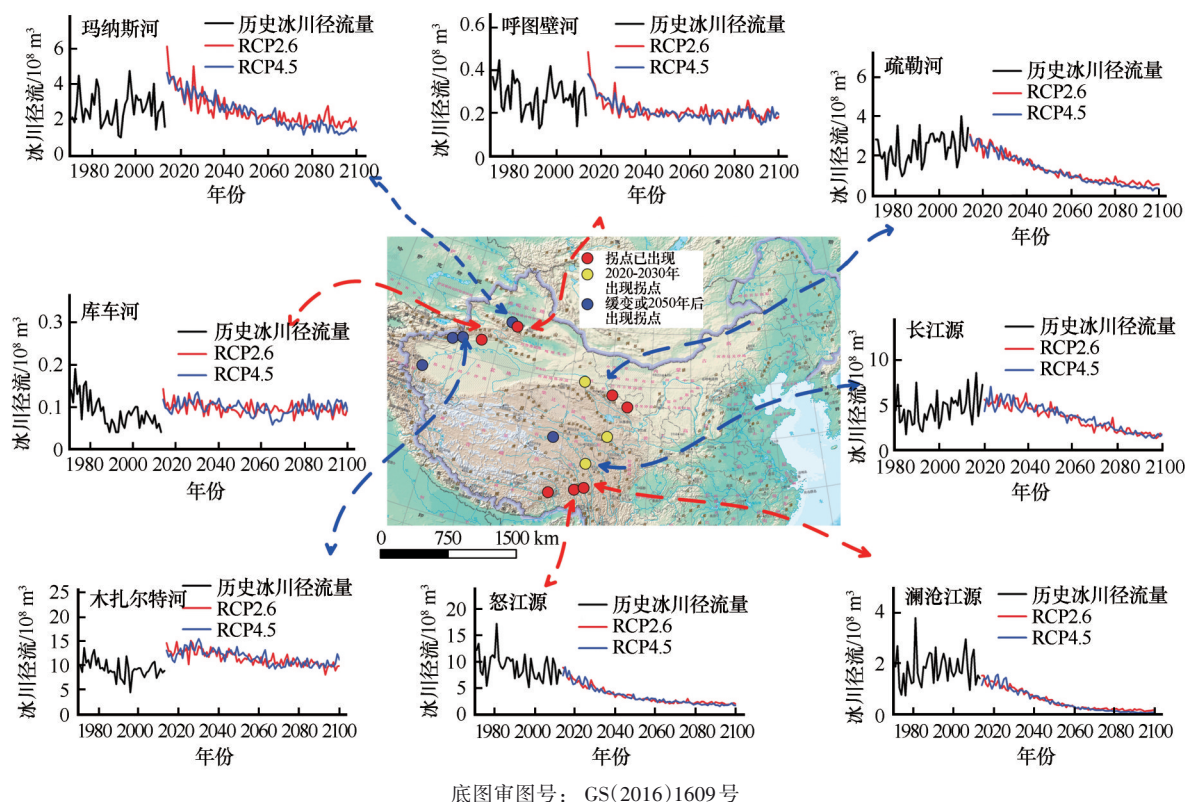 玛纳斯河
历史冰川径流量
RCP2.6
RCP4.5
冰川径流/10⁸ m³
6
4
2
0
1980 2000 2020 2040 2060 2080 2100
年份
呼图壁河
历史冰川径流量
RCP2.6
RCP4.5
冰川径流/10⁸ m³
0.6
0.4
0.2
0
1980 2000 2020 2040 2060 2080 2100
年份
疏勒河
历史冰川径流量
RCP2.6
RCP4.5
冰川径流/10⁸ m³
6
4
2
0
1980 2000 2020 2040 2060 2080 2100
年份
拐点已出现
2020-2030年
出现拐点
缓变或2050年后
出现拐点
库车河
历史冰川径流量
RCP2.6
RCP4.5
冰川径流/10⁸ m³
0.3
0.2
0.1
0
1980 2000 2020 2040 2060 2080 2100
年份
长江源
历史冰川径流量
RCP2.6
RCP4.5
冰川径流/10⁸ m³
10
5
0
1980 2000 2020 2040 2060 2080 2100
年份
0 750 1500 km
木扎尔特河
历史冰川径流量
RCP2.6
RCP4.5
冰川径流/10⁸ m³
25
20
15
10
5
0
1980 2000 2020 2040 2060 2080 2100
年份
怒江源
历史冰川径流量
RCP2.6
RCP4.5
冰川径流/10⁸ m³
20
15
10
5
0
1980 2000 2020 2040 2060 2080 2100
年份
澜沧江源
历史冰川径流量
RCP2.6
RCP4.5
冰川径流/10⁸ m³
4
2
0
1980 2000 2020 2040 2060 2080 2100
年份
底图审图号： GS(2016)1609号